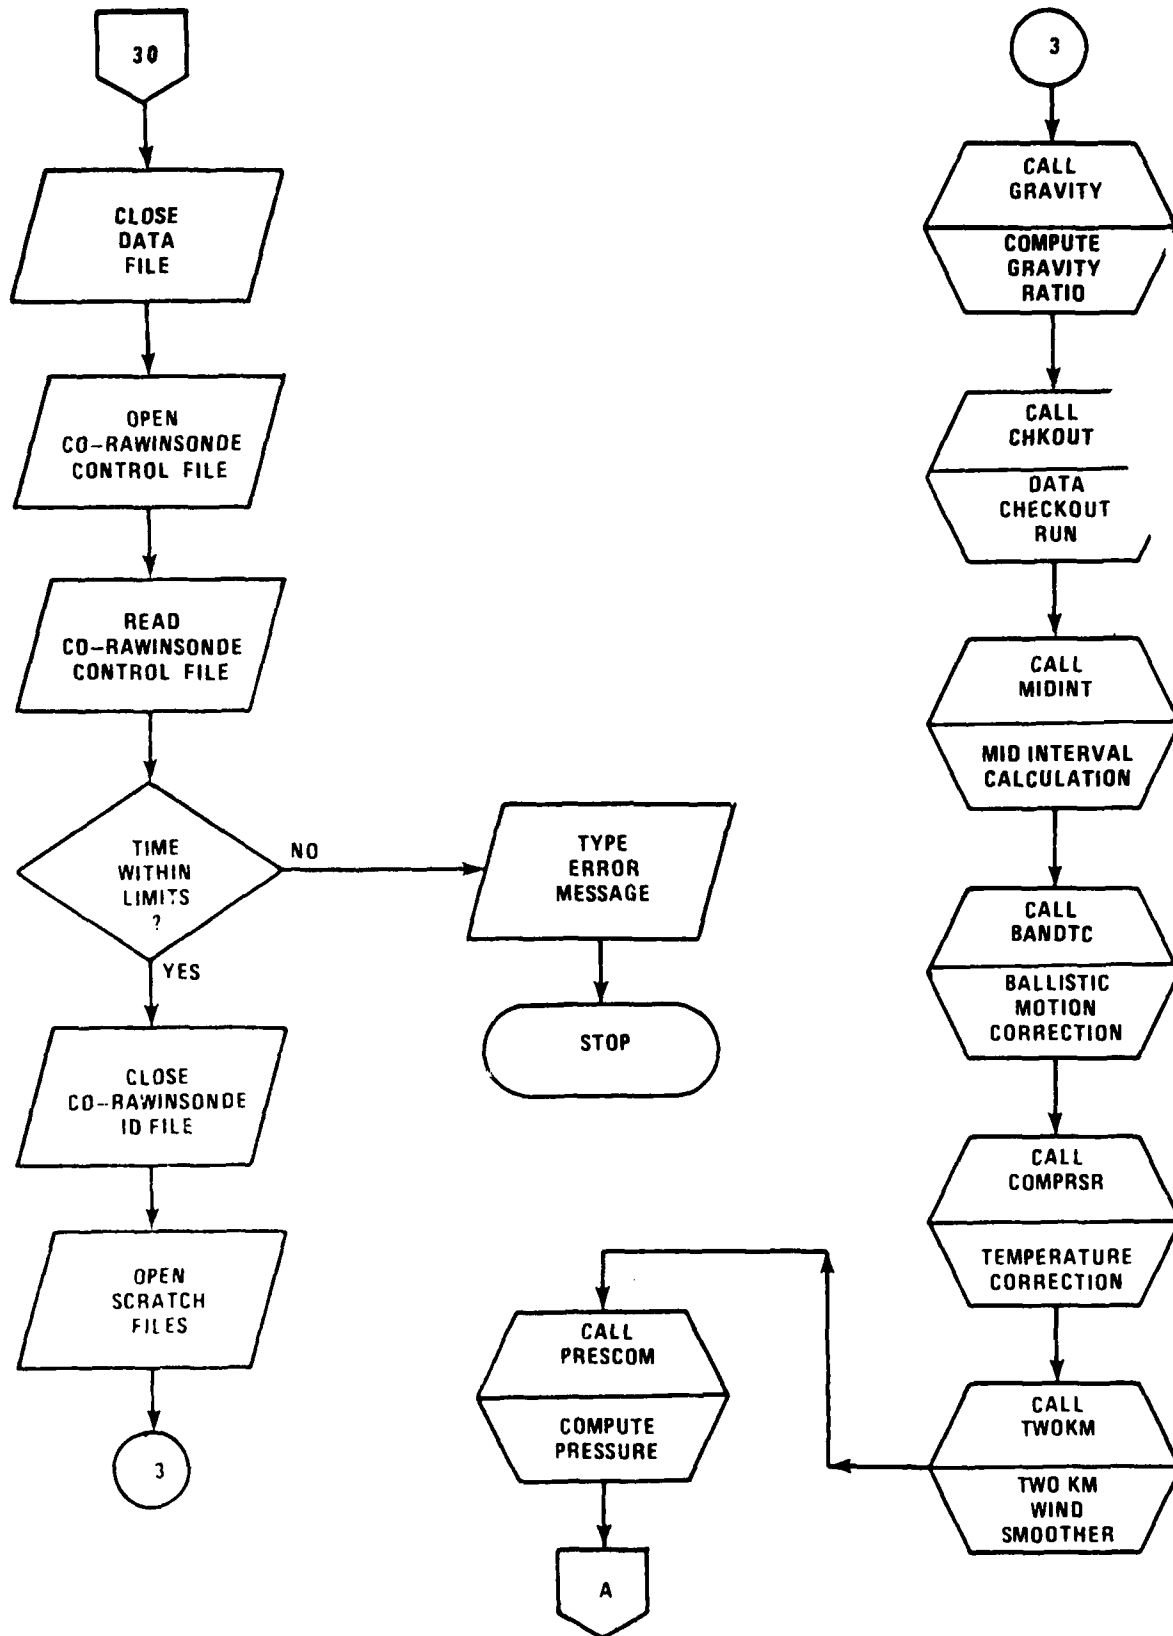 30
CLOSE
DATA
FILE
OPEN
CO-RAWINSONDE
CONTROL FILE
READ
CO-RAWINSONDE
CONTROL FILE
TIME
WITHIN
LIMITS
?
NO
YES
TYPE
ERROR
MESSAGE
STOP
CLOSE
CO-RAWINSONDE
ID FILE
OPEN
SCRATCH
FILES
3
3
CALL
GRAVITY
COMPUTE
GRAVITY
RATIO
CALL
CHKOUT
DATA
CHECKOUT
RUN
CALL
MIDINT
MID INTERVAL
CALCULATION
CALL
BANDTC
BALLISTIC
MOTION
CORRECTION
CALL
COMPRSR
TEMPERATURE
CORRECTION
CALL
TWOKM
TWO KM
WIND
SMOOTHER
CALL
PRESCOM
COMPUTE
PRESSURE
A